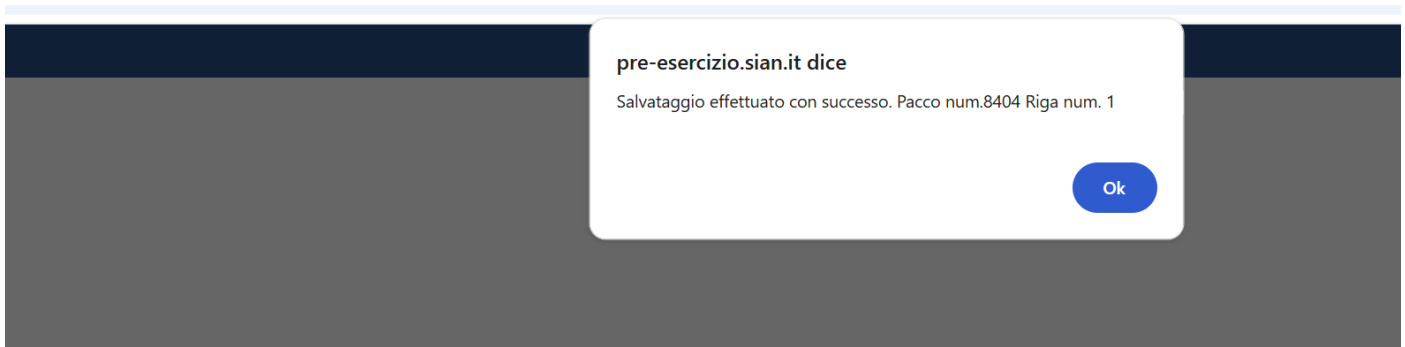 pre-esercizio.sian.it dice
Salvataggio effettuato con successo. Pacco num.8404 Riga num. 1
Ok